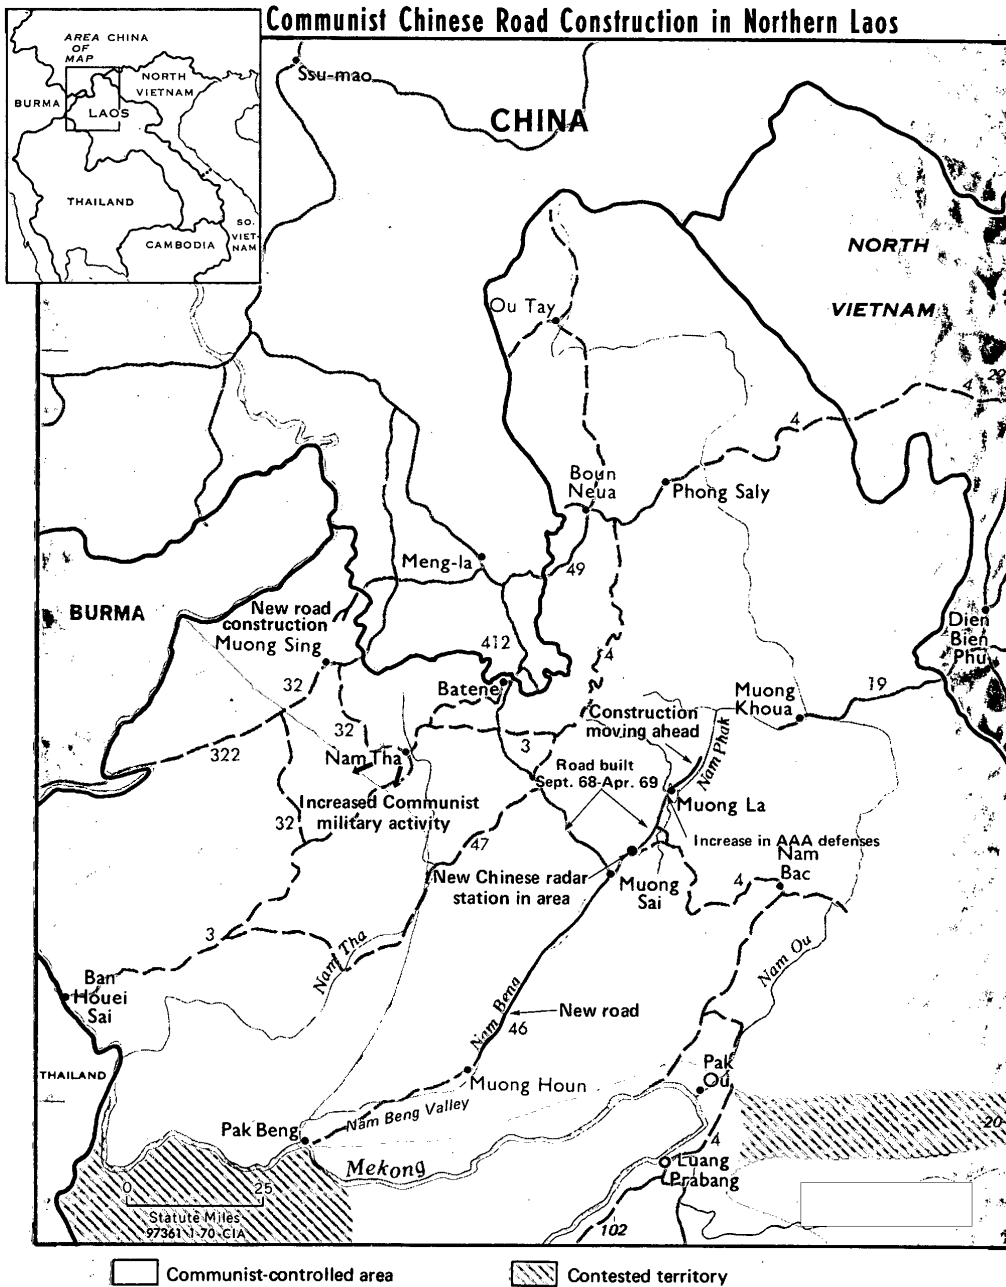 Communist Chinese Road Construction in Northern Laos
AREA
OF
MAP
CHINA
BURMA
NORTH
VIETNAM
LAOS
THAILAND
CAMBODIA
SO.
VIET-
NAM
Ssu-mao
CHINA
NORTH
VIETNAM
Ou Tay
4
4
Boun
Neua
Phong Saly
Meng-la
49
BURMA
New road
construction
Muong Sing
412
4
Dien
Bien
Phu
32
Batene
Muong
Khoua
19
322
32
Nam Tha
3
Construction
moving ahead
Nam Phak
Road built
Sept. 68-Apr. 69
Increased Communist
military activity
32
Muong La
47
Increase in AAA defenses
Nam
Bac
New Chinese radar
station in area
Muong
Sai
4
3
Nam Tha
Nam Ou
Ban
Houei
Sai
Nam Beng
New road
46
THAILAND
Muong Houn
Pak
Ou
Nam Beng Valley
Pak Beng
20
Mekong
4
Luang
Prabang
0 25
Statute Miles
97361 1-70 CIA
102
Communist-controlled area
Contested territory